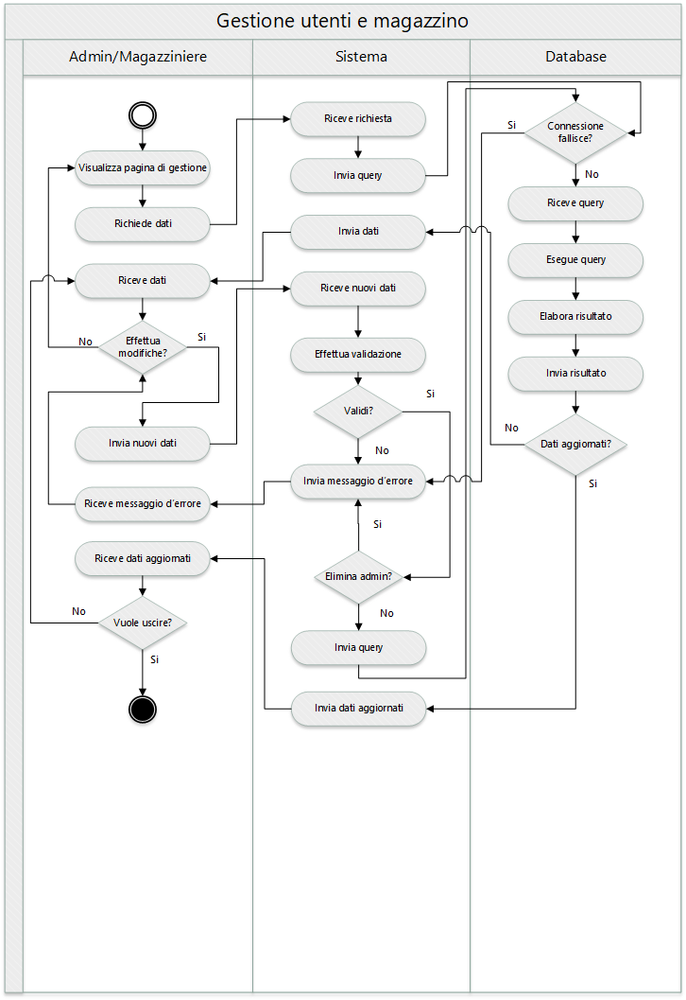 Gestione utenti e magazzino
Admin/Magazziniere
Sistema
Database
Visualizza pagina di gestione
Richiede dati
Riceve dati
Effettua
modifiche?
No
Si
Invia nuovi dati
Riceve messaggio d'errore
Riceve dati aggiornati
Vuole uscire?
No
Si
Riceve richiesta
Invia query
Invia dati
Riceve nuovi dati
Effettua validazione
Validi?
Si
No
Invia messaggio d'errore
Si
Elimina admin?
No
Invia query
Invia dati aggiornati
Connessione
fallisce?
Si
No
Riceve query
Esegue query
Elabora risultato
Invia risultato
Dati aggiornati?
No
Si